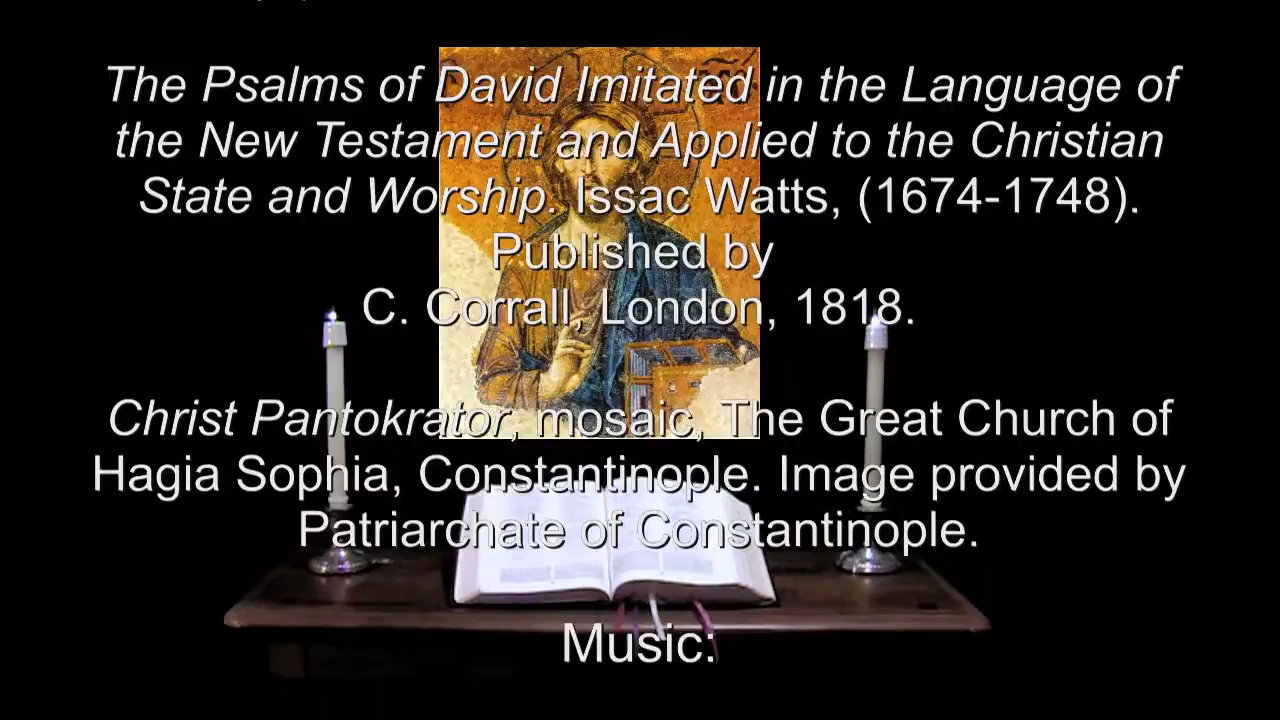 The Psalms of David Imitated in the Language of
the New Testament and Applied to the Christian
State and Worship. Issac Watts, (1674-1748).
Published by
C. Corrall, London, 1818.
Christ Pantokrator, mosaic, The Great Church of
Hagia Sophia, Constantinople. Image provided by
Patriarchate of Constantinople.
Music: